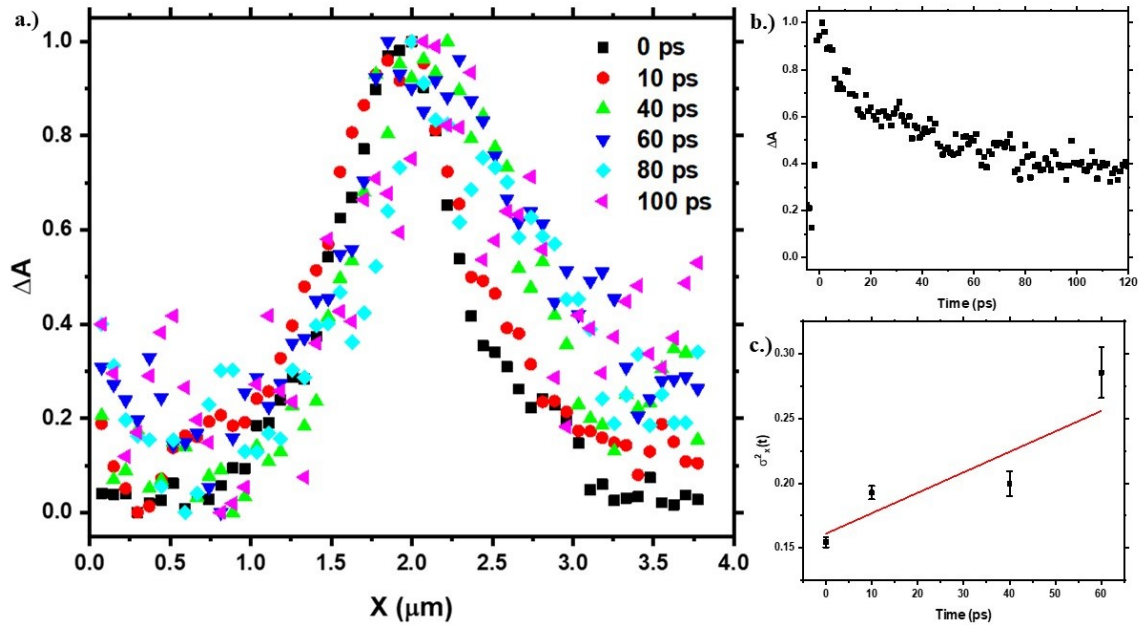 a.)
1.0
0.8
0.6
0.4
0.2
0.0
ΔA
0.0 0.5 1.0 1.5 2.0 2.5 3.0 3.5 4.0
X (μm)
0 ps
10 ps
40 ps
60 ps
80 ps
100 ps
b.)
1.0
0.8
0.6
0.4
0.2
0.0
ΔA
0 20 40 60 80 100 120
Time (ps)
c.)
0.30
0.25
0.20
0.15
σ²ₓ(t)
0 10 20 30 40 50 60
Time (ps)